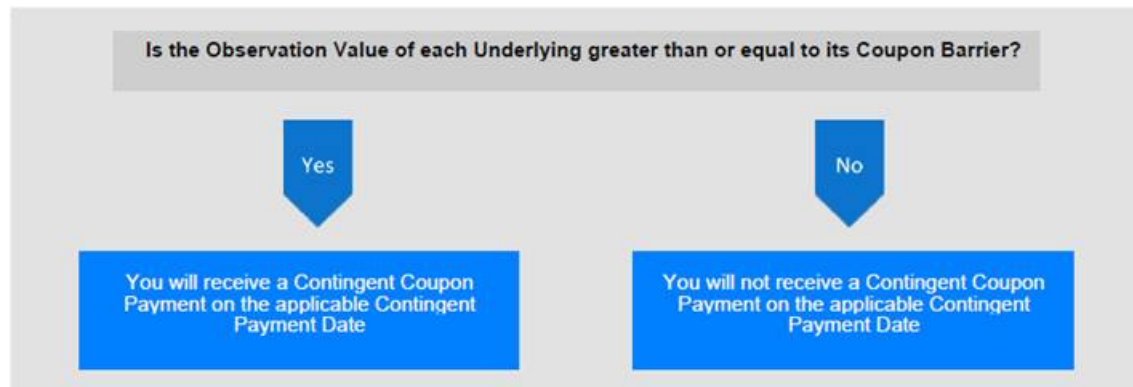 Is the Observation Value of each Underlying greater than or equal to its Coupon Barrier?
Yes
No
You will receive a Contingent Coupon
Payment on the applicable Contingent
Payment Date
You will not receive a Contingent Coupon
Payment on the applicable Contingent
Payment Date